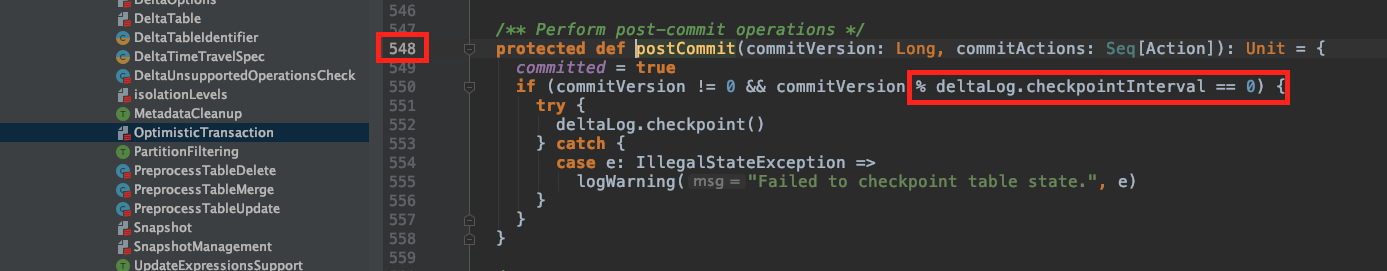 DeltaOptions
DeltaTable
DeltaTableIdentifier
DeltaTimeTravelSpec
DeltaUnsupportedOperationsCheck
isolationLevels
MetadataCleanup
OptimisticTransaction
PartitionFiltering
PreprocessTableDelete
PreprocessTableMerge
PreprocessTableUpdate
Snapshot
SnapshotManagement
UpdateExpressionsSupport
546
547 /** Perform post-commit operations */
548 protected def postCommit(commitVersion: Long, commitActions: Seq[Action]): Unit = {
549 committed = true
550 if (commitVersion != 0 && commitVersion % deltaLog.checkpointInterval == 0) {
551 try {
552 deltaLog.checkpoint()
553 } catch {
554 case e: IllegalStateException =>
555 logWarning( msg = "Failed to checkpoint table state.", e)
556 }
557 }
558 }
559